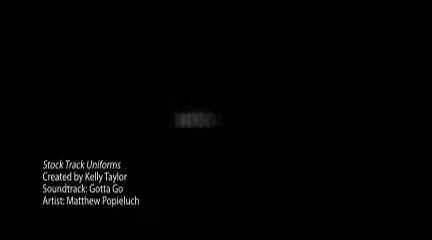 Stock Track Uniforms
Created by Kelly Taylor
Soundtrack: Gotta Go
Artist: Matthew Popieluch